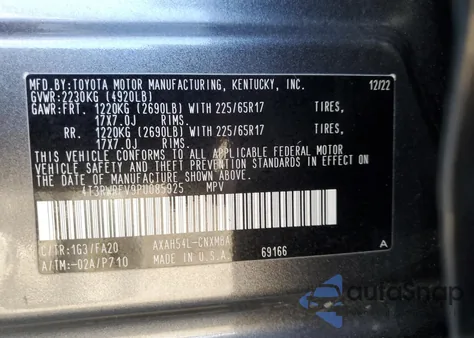 MFD.BY:TOYOTA MOTOR MANUFACTURING, KENTUCKY, INC. 12/22
GVWR:2230KG (4920LB)
GAWR:FRT. 1220KG (2690LB) WITH 225/65R17 TIRES,
17X7.0J RIMS.
RR. 1220KG (2690LB) WITH 225/65R17 TIRES,
17X7.0J RIMS.
THIS VEHICLE CONFORMS TO ALL APPLICABLE FEDERAL MOTOR
VEHICLE SAFETY, BUMPER, AND THEFT PREVENTION STANDARDS IN EFFECT
ON THE DATE OF MANUFACTURE SHOWN ABOVE.
4T3RWRFV9PU085925 MPV
C/TR:1G3/FA20 AXAH54L-CNXMBA
A/TM:-02A/P710 MADE IN U.S.A. 69166 A
autoSnap